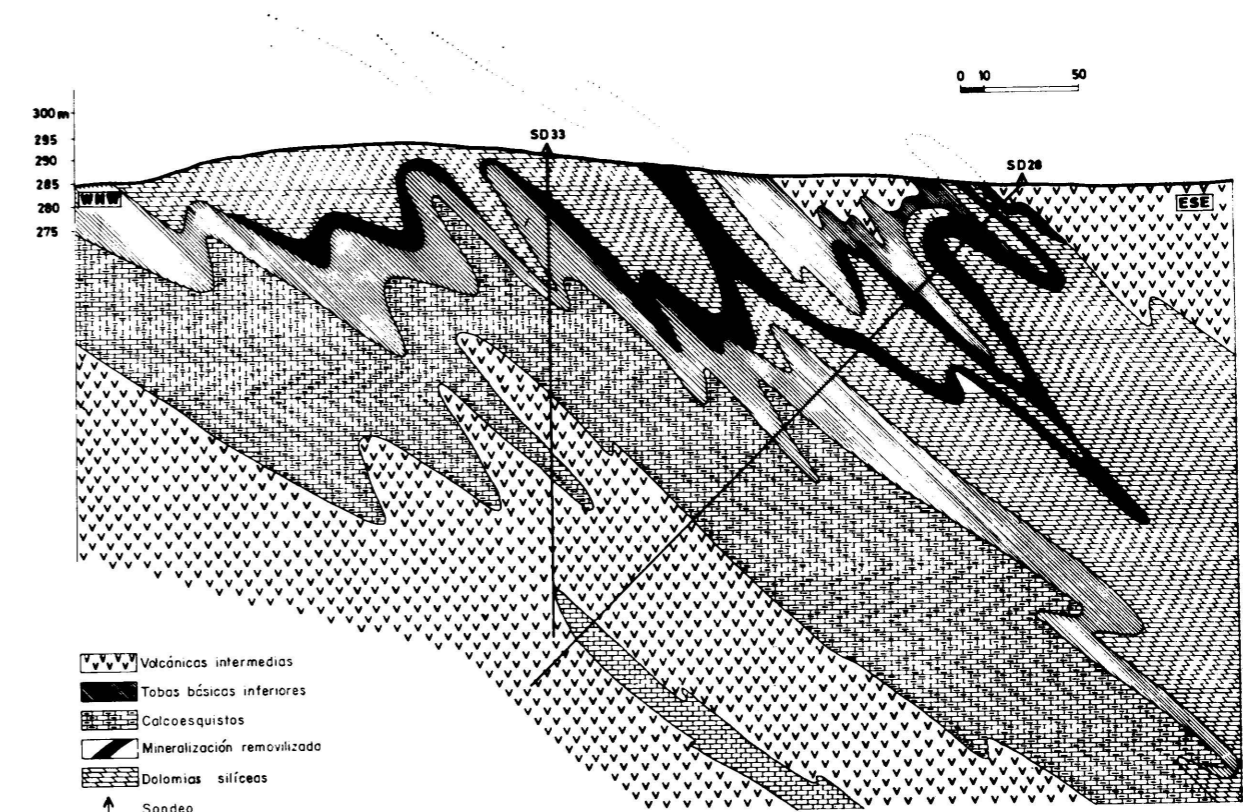 0 10 50
300 m
295
290
285
280
275
WNW
SD33
SD28
ESE
Volcánicas intermedias
Tobas básicas inferiores
Calcoesquistos
Mineralización removilizada
Dolomias silíceas
Sondeo